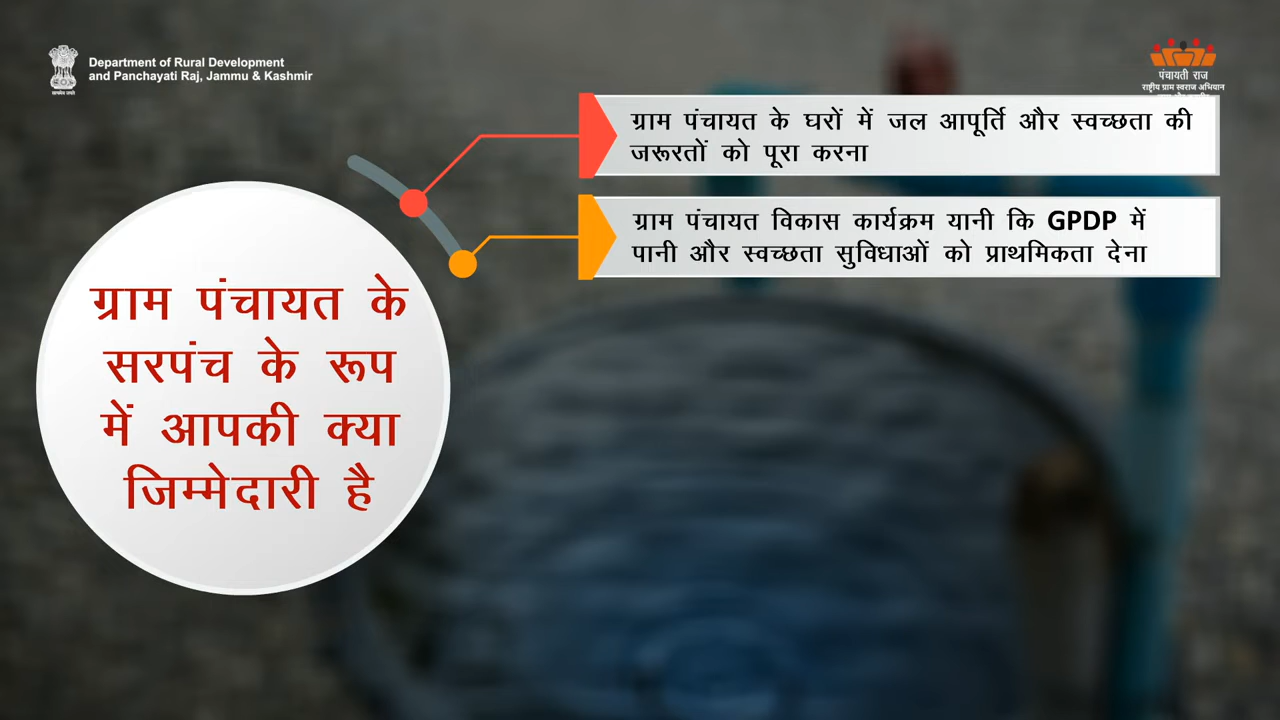 Department of Rural Development
and Panchayati Raj, Jammu & Kashmir
पंचायती राज
राष्ट्रीय ग्राम स्वराज अभियान
ग्राम पंचायत के घरों में जल आपूर्ति और स्वच्छता की
जरूरतों को पूरा करना
ग्राम पंचायत विकास कार्यक्रम यानी कि GPDP में
पानी और स्वच्छता सुविधाओं को प्राथमिकता देना
ग्राम पंचायत के
सरपंच के रूप
में आपकी क्या
जिम्मेदारी है